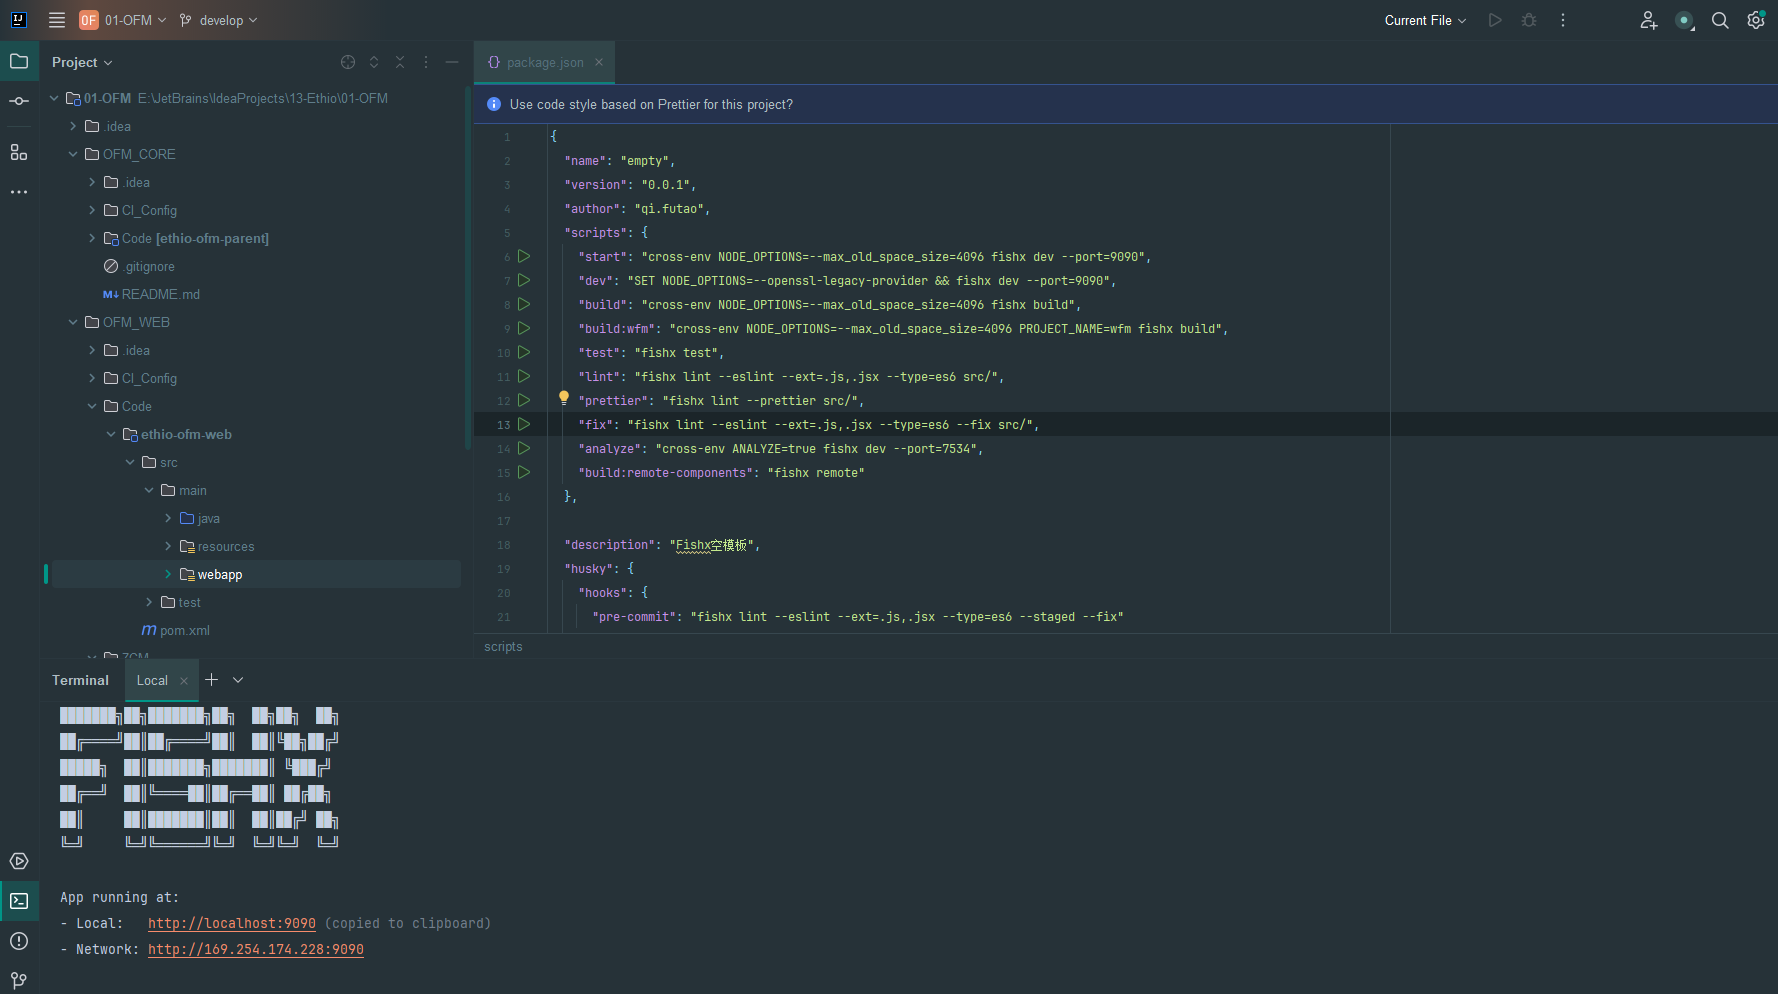 IJ
OF 01-OFM
develop
Current File
Project
package.json
01-OFM E:\JetBrains\IdeaProjects\13-Ethio\01-OFM
.idea
OFM_CORE
.idea
CI_Config
Code [ethio-ofm-parent]
.gitignore
M↓ README.md
OFM_WEB
.idea
CI_Config
Code
ethio-ofm-web
src
main
java
resources
webapp
test
m pom.xml
ZCM
Use code style based on Prettier for this project?
1 {
2 "name": "empty",
3 "version": "0.0.1",
4 "author": "qi.futao",
5 "scripts": {
6 "start": "cross-env NODE_OPTIONS=--max_old_space_size=4096 fishx dev --port=9090",
7 "dev": "SET NODE_OPTIONS=--openssl-legacy-provider && fishx dev --port=9090",
8 "build": "cross-env NODE_OPTIONS=--max_old_space_size=4096 fishx build",
9 "build:wfm": "cross-env NODE_OPTIONS=--max_old_space_size=4096 PROJECT_NAME=wfm fishx build",
10 "test": "fishx test",
11 "lint": "fishx lint --eslint --ext=.js,.jsx --type=es6 src/",
12 "prettier": "fishx lint --prettier src/",
13 "fix": "fishx lint --eslint --ext=.js,.jsx --type=es6 --fix src/",
14 "analyze": "cross-env ANALYZE=true fishx dev --port=7534",
15 "build:remote-components": "fishx remote"
16 },
17
18 "description": "Fishx空模板",
19 "husky": {
20 "hooks": {
21 "pre-commit": "fishx lint --eslint --ext=.js,.jsx --type=es6 --staged --fix"
scripts
Terminal
Local
FISHX
App running at:
- Local: http://localhost:9090 (copied to clipboard)
- Network: http://169.254.174.228:9090